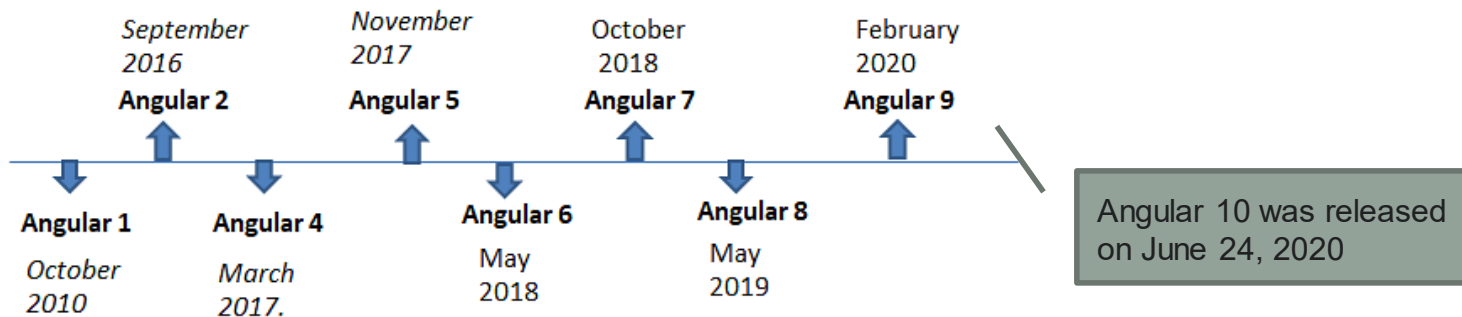 September
2016
Angular 2
November
2017
Angular 5
October
2018
Angular 7
February
2020
Angular 9
Angular 1
October
2010
Angular 4
March
2017.
Angular 6
May
2018
Angular 8
May
2019
Angular 10 was released
on June 24, 2020